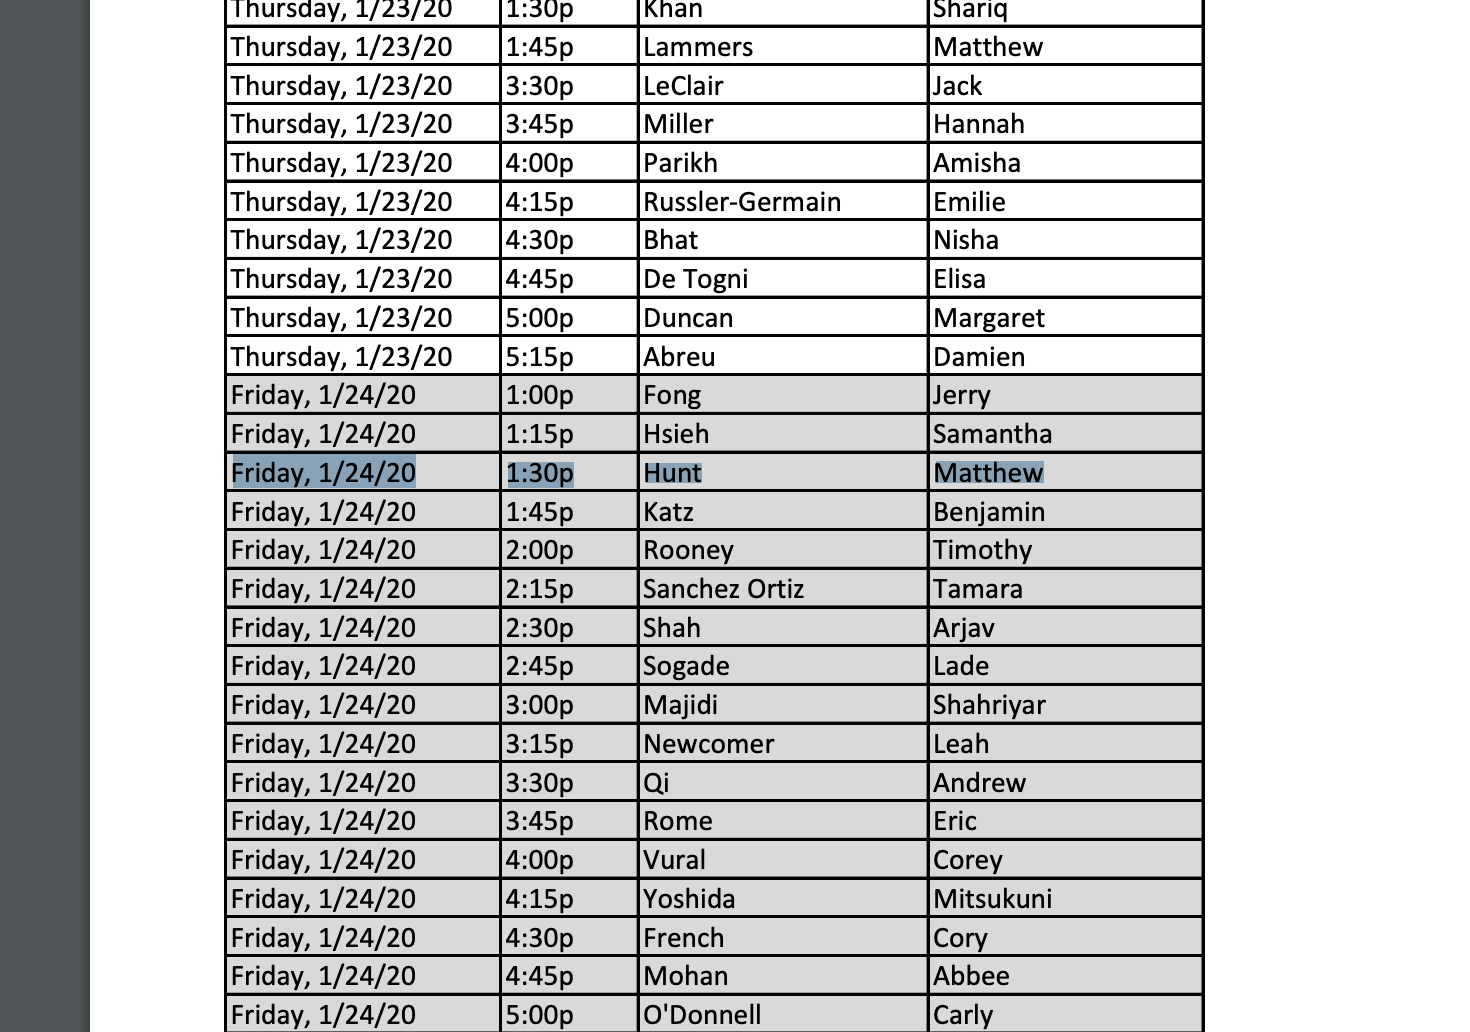 Thursday, 1/23/20 1:30p Khan Shariq
Thursday, 1/23/20 1:45p Lammers Matthew
Thursday, 1/23/20 3:30p LeClair Jack
Thursday, 1/23/20 3:45p Miller Hannah
Thursday, 1/23/20 4:00p Parikh Amisha
Thursday, 1/23/20 4:15p Russler-Germain Emilie
Thursday, 1/23/20 4:30p Bhat Nisha
Thursday, 1/23/20 4:45p De Togni Elisa
Thursday, 1/23/20 5:00p Duncan Margaret
Thursday, 1/23/20 5:15p Abreu Damien
Friday, 1/24/20 1:00p Fong Jerry
Friday, 1/24/20 1:15p Hsieh Samantha
Friday, 1/24/20 1:30p Hunt Matthew
Friday, 1/24/20 1:45p Katz Benjamin
Friday, 1/24/20 2:00p Rooney Timothy
Friday, 1/24/20 2:15p Sanchez Ortiz Tamara
Friday, 1/24/20 2:30p Shah Arjav
Friday, 1/24/20 2:45p Sogade Lade
Friday, 1/24/20 3:00p Majidi Shahriyar
Friday, 1/24/20 3:15p Newcomer Leah
Friday, 1/24/20 3:30p Qi Andrew
Friday, 1/24/20 3:45p Rome Eric
Friday, 1/24/20 4:00p Vural Corey
Friday, 1/24/20 4:15p Yoshida Mitsukuni
Friday, 1/24/20 4:30p French Cory
Friday, 1/24/20 4:45p Mohan Abbee
Friday, 1/24/20 5:00p O'Donnell Carly